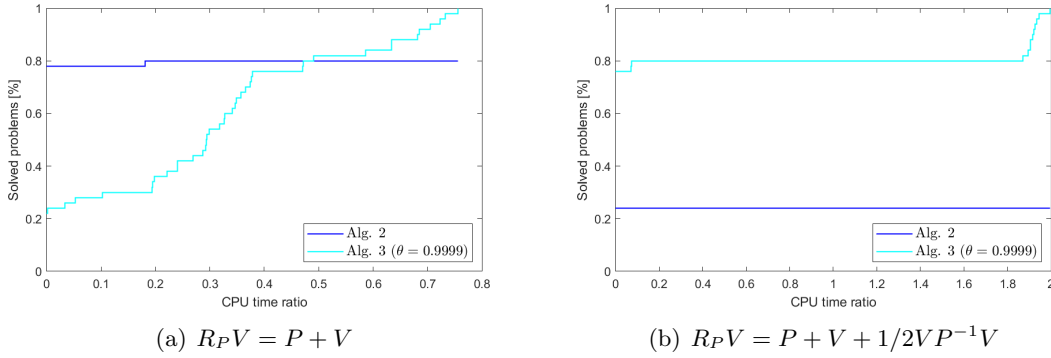 1
0.8
0.6
0.4
0.2
0
Solved problems [%]
0 0.1 0.2 0.3 0.4 0.5 0.6 0.7 0.8
CPU time ratio
Alg. 2
Alg. 3 (θ = 0.9999)
(a) R_P V = P + V
1
0.8
0.6
0.4
0.2
0
Solved problems [%]
0 0.2 0.4 0.6 0.8 1 1.2 1.4 1.6 1.8 2
CPU time ratio
Alg. 2
Alg. 3 (θ = 0.9999)
(b) R_P V = P + V + 1/2VP⁻¹V